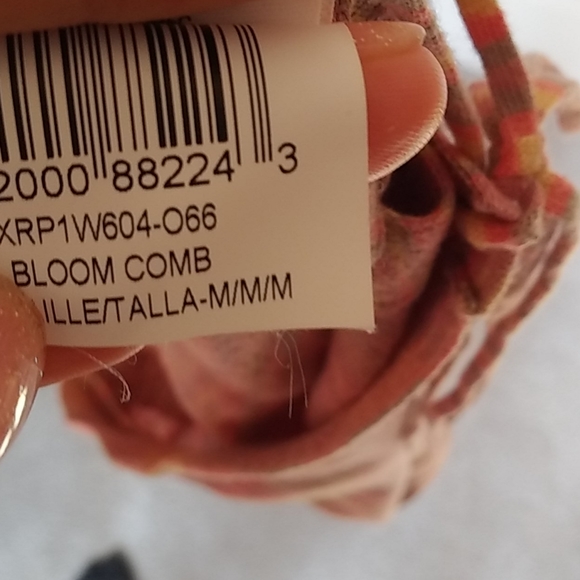 2000 88224 3
XRP1W604-O66
BLOOM COMB
ILLE/TALLA-M/M/M